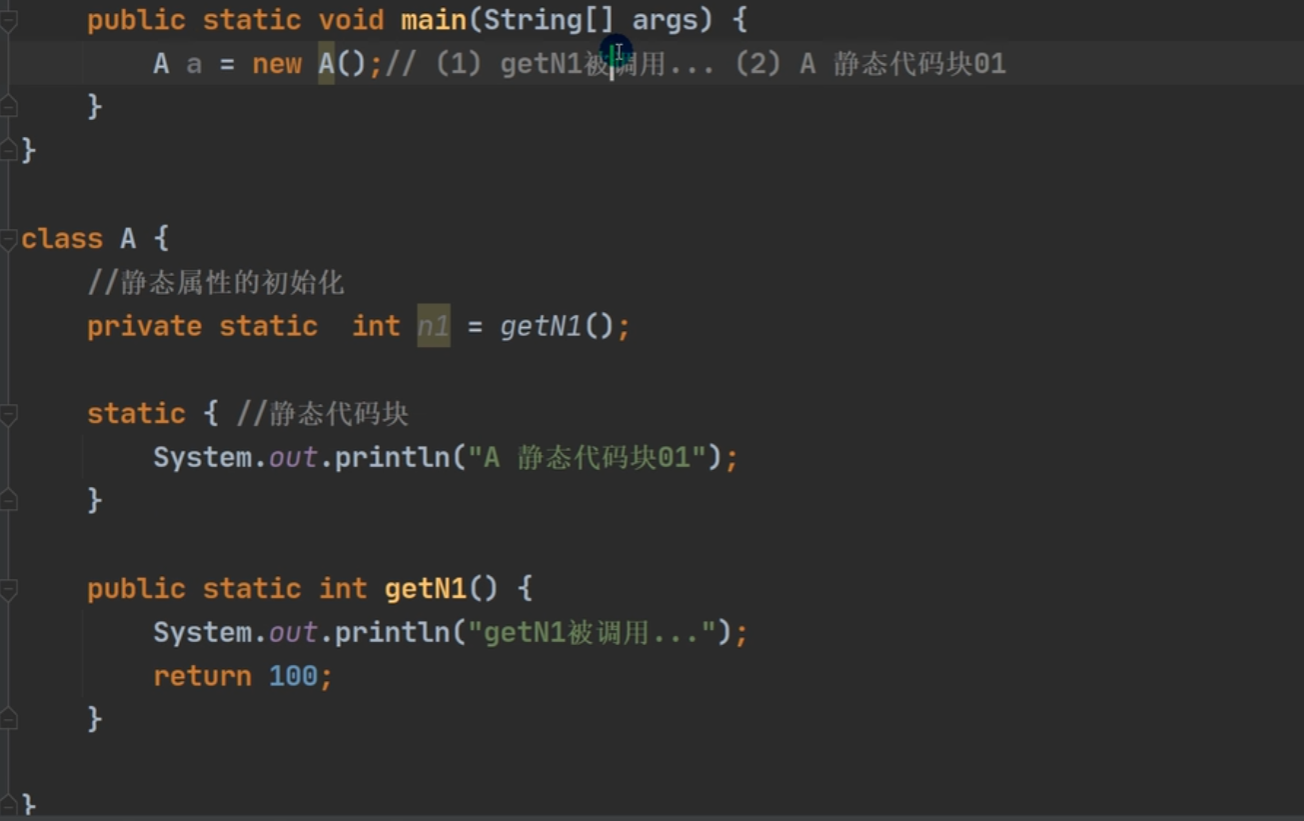 public static void main(String[] args) {
A a = new A();// (1) getN1被调用... (2) A 静态代码块01
}
}
class A {
//静态属性的初始化
private static  int n1 = getN1();
static { //静态代码块
System.out.println("A 静态代码块01");
}
public static int getN1() {
System.out.println("getN1被调用...");
return 100;
}
}